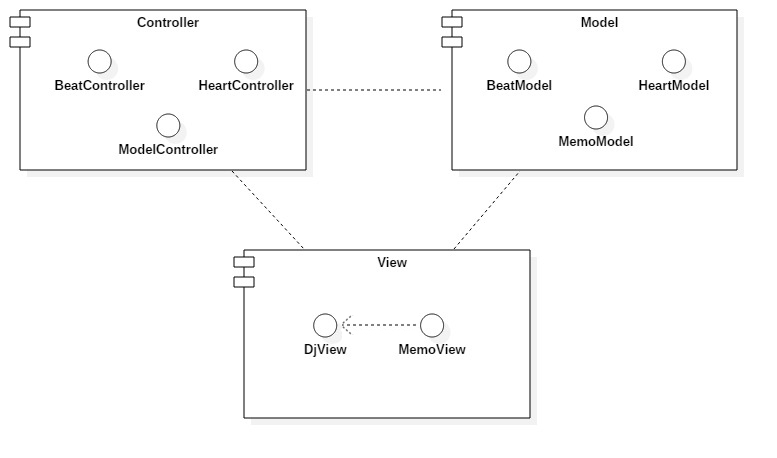 Controller
BeatController
HeartController
ModelController
Model
BeatModel
HeartModel
MemoModel
View
DjView
MemoView